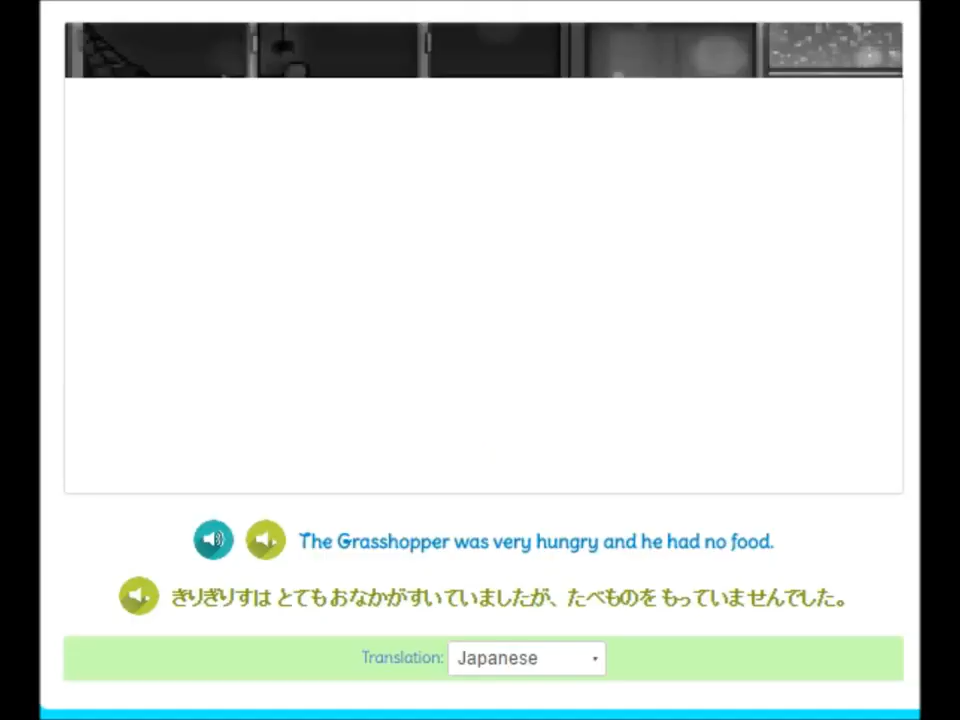 The Grasshopper was very hungry and he had no food.
きりぎりすは とても おなかがすいていましたが、 たべものを もっていませんでした。
Translation: Japanese